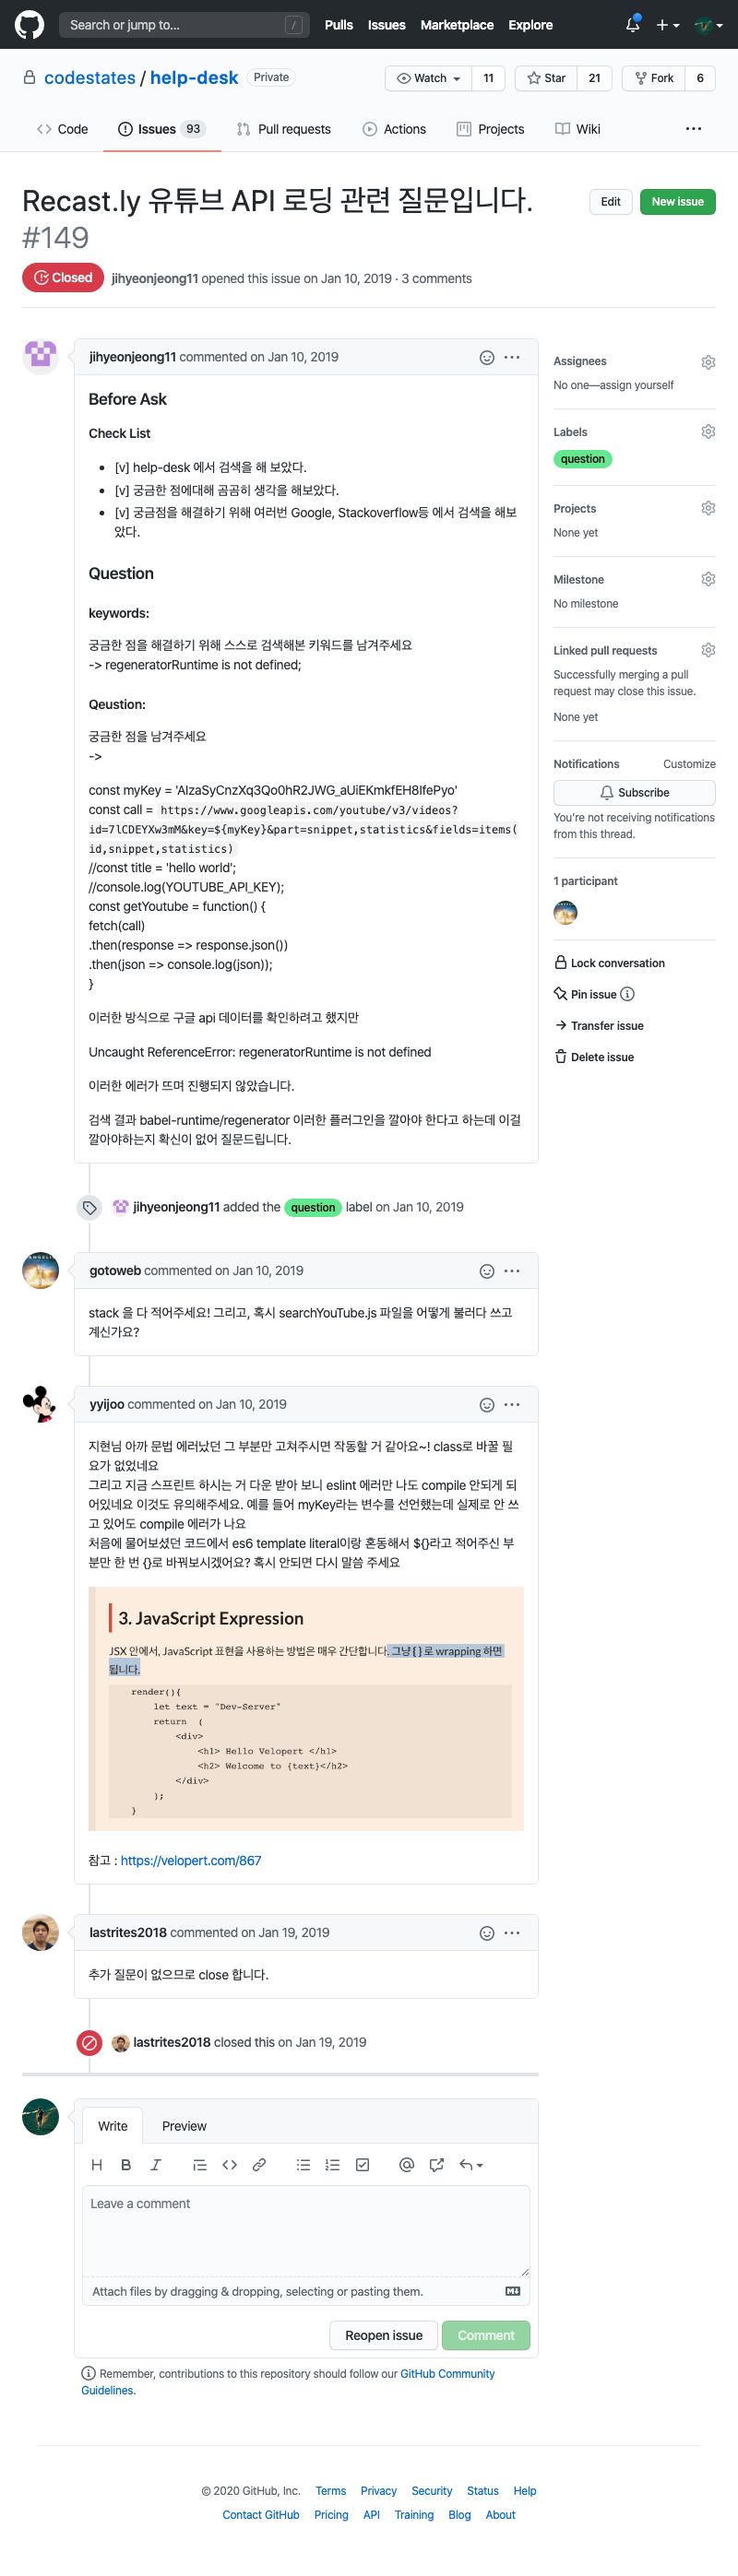 Search or jump to... /
Pulls Issues Marketplace Explore
codestates / help-desk Private
Watch 11 Star 21 Fork 6
Code Issues 93 Pull requests Actions Projects Wiki ...
Recast.ly 유튜브 API 로딩 관련 질문입니다.
#149
Edit New issue
Closed jihyeonjeong11 opened this issue on Jan 10, 2019 · 3 comments
jihyeonjeong11 commented on Jan 10, 2019
Before Ask
Check List
[v] help-desk 에서 검색을 해 보았다.
[v] 궁금한 점에대해 곰곰히 생각을 해보았다.
[v] 궁금점을 해결하기 위해 여러번 Google, Stackoverflow등 에서 검색을 해보
았다.
Question
keywords:
궁금한 점을 해결하기 위해 스스로 검색해본 키워드를 남겨주세요
-> regeneratorRuntime is not defined;
Qeustion:
궁금한 점을 남겨주세요
->
const myKey = 'AIzaSyCnzXq3Qo0hR2JWG_aUiEKmkfEH8IfePyo'
const call = https://www.googleapis.com/youtube/v3/videos?
id=7lCDEYXw3mM&key=${myKey}&part=snippet,statistics&fields=items(
id,snippet,statistics)
//const title = 'hello world';
//console.log(YOUTUBE_API_KEY);
const getYoutube = function() {
fetch(call)
.then(response => response.json())
.then(json => console.log(json));
}
이러한 방식으로 구글 api 데이터를 확인하려고 했지만
Uncaught ReferenceError: regeneratorRuntime is not defined
이러한 에러가 뜨며 진행되지 않았습니다.
검색 결과 babel-runtime/regenerator 이러한 플러그인을 깔아야 한다고 하는데 이걸
깔아야하는지 확신이 없어 질문드립니다.
Assignees
No one—assign yourself
Labels
question
Projects
None yet
Milestone
No milestone
Linked pull requests
Successfully merging a pull
request may close this issue.
None yet
Notifications Customize
Subscribe
You're not receiving notifications
from this thread.
1 participant
Lock conversation
Pin issue
Transfer issue
Delete issue
jihyeonjeong11 added the question label on Jan 10, 2019
gotoweb commented on Jan 10, 2019
stack 을 다 적어주세요! 그리고, 혹시 searchYouTube.js 파일을 어떻게 불러다 쓰고
계신가요?
yyijoo commented on Jan 10, 2019
지현님 아까 문법 에러났던 그 부분만 고쳐주시면 작동할 거 같아요~! class로 바꿀 필
요가 없었네요
그리고 지금 스프린트 하시는 거 다운 받아 보니 eslint 에러만 나도 compile 안되게 되
어있네요 이것도 유의해주세요. 예를 들어 myKey라는 변수를 선언했는데 실제로 안 쓰
고 있어도 compile 에러가 나요
처음에 물어보셨던 코드에서 es6 template literal이랑 혼동해서 ${}라고 적어주신 부
분만 한 번 {}로 바꿔보시겠어요? 혹시 안되면 다시 말씀 주세요
3. JavaScript Expression
JSX 안에서, JavaScript 표현을 사용하는 방법은 매우 간단합니다. 그냥 { } 로 wrapping 하면
됩니다.
render(){
let text = "Dev-Server"
return (
<div>
<h1> Hello Velopert </h1>
<h2> Welcome to {text}</h2>
</div>
);
}
참고 : https://velopert.com/867
lastrites2018 commented on Jan 19, 2019
추가 질문이 없으므로 close 합니다.
lastrites2018 closed this on Jan 19, 2019
Write Preview
Leave a comment
Attach files by dragging & dropping, selecting or pasting them.
Reopen issue Comment
Remember, contributions to this repository should follow our GitHub Community
Guidelines.
© 2020 GitHub, Inc. Terms Privacy Security Status Help
Contact GitHub Pricing API Training Blog About